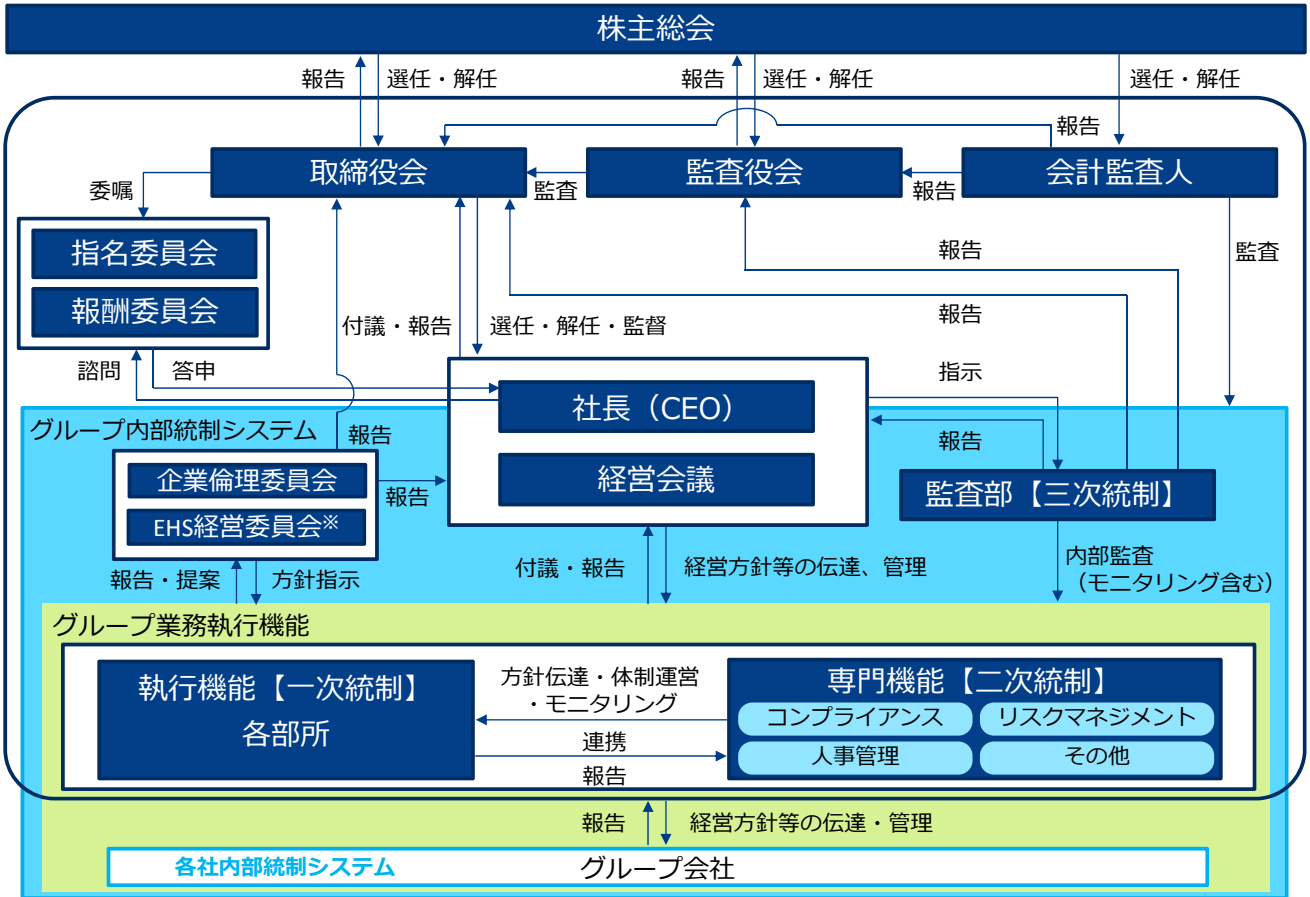 株主総会
報告
選任・解任
報告
選任・解任
選任・解任
報告
取締役会
監査
監査役会
報告
会計監査人
委嘱
指名委員会
報酬委員会
報告
監査
報告
付議・報告
選任・解任・監督
諮問
答申
指示
社長（CEO）
経営会議
グループ内部統制システム
報告
報告
企業倫理委員会
EHS経営委員会※
報告
監査部【三次統制】
報告・提案
方針指示
付議・報告
経営方針等の伝達、管理
内部監査
（モニタリング含む）
グループ業務執行機能
執行機能【一次統制】
各部所
方針伝達・体制運営
・モニタリング
連携
報告
専門機能【二次統制】
コンプライアンス
リスクマネジメント
人事管理
その他
報告
経営方針等の伝達・管理
各社内部統制システム
グループ会社